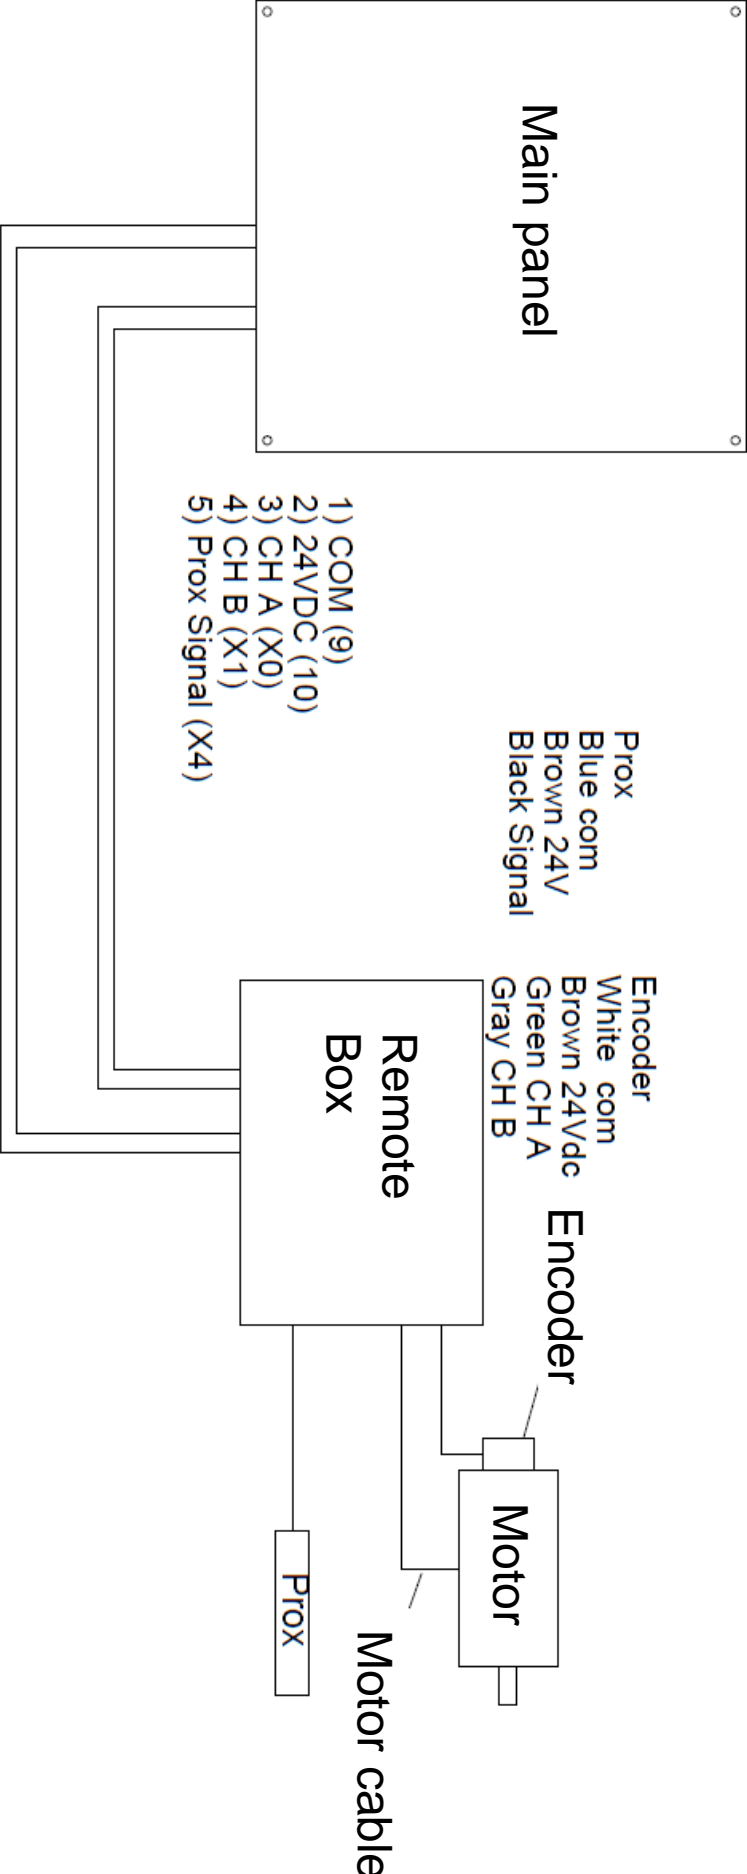 Main panel
1) COM (9)
2) 24VDC (10)
3) CH A (X0)
4) CH B (X1)
5) Prox Signal (X4)
Prox
Blue com
Brown 24V
Black Signal
Encoder
White  com
Brown 24Vdc
Green CH A
Gray CH B
Remote
Box
Encoder
Motor
Motor cable
Prox